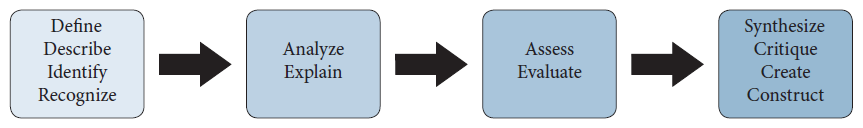 Define
Describe
Identify
Recognize
Analyze
Explain
Assess
Evaluate
Synthesize
Critique
Create
Construct